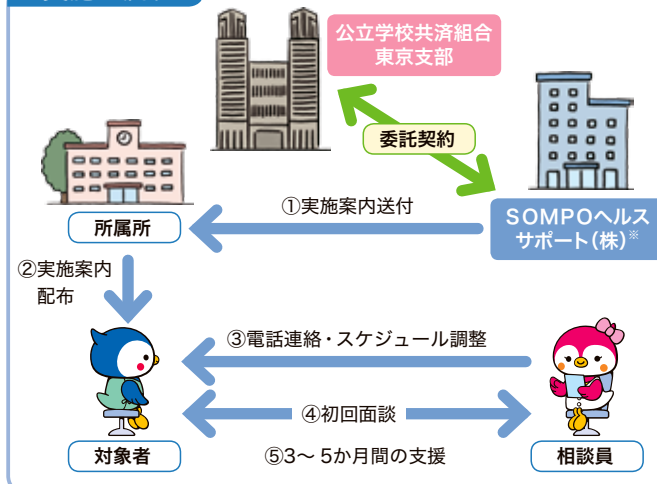 公立学校共済組合
東京支部
委託契約
SOMPOヘルス
サポート(株)※
①実施案内送付
所属所
②実施案内
配布
③電話連絡・スケジュール調整
④初回面談
⑤3〜5か月間の支援
対象者
相談員